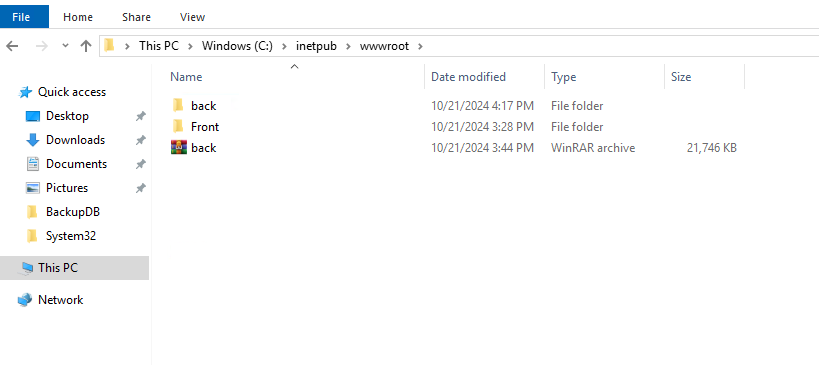 File Home Share View
This PC Windows (C:) inetpub wwwroot
Name Date modified Type Size
Quick access
Desktop
Downloads
Documents
Pictures
BackupDB
System32
This PC
Network
back 10/21/2024 4:17 PM File folder
Front 10/21/2024 3:28 PM File folder
back 10/21/2024 3:44 PM WinRAR archive 21,746 KB